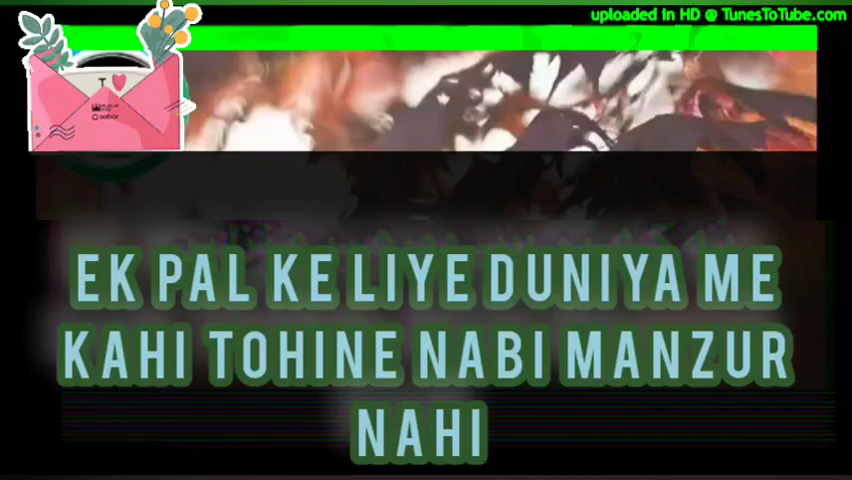 uploaded in HD @ TunesToTube.com
T
EK PAL KE LIYE DUNIYA ME
KAHI TOHINE NABI MANZUR
NAHI